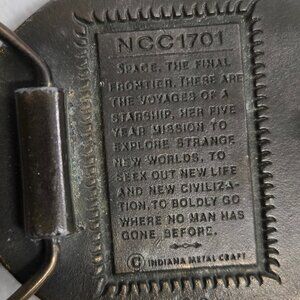 NCC1701
SPACE, THE FINAL
FRONTIER. THESE ARE
THE VOYAGES OF A
STARSHIP. HER FIVE
YEAR MISSION, TO
EXPLORE STRANGE
NEW WORLDS, TO
SEEK OUT NEW LIFE
AND NEW CIVILIZA-
TION, TO BOLDLY GO
WHERE NO MAN HAS
GONE BEFORE.
© INDIANA METAL CRAFT